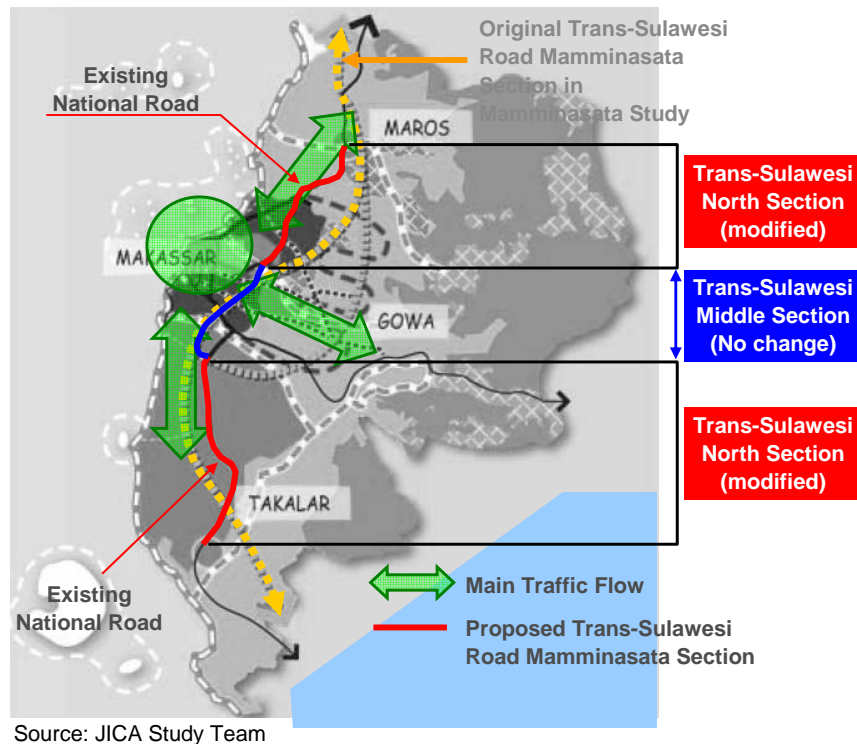 Original Trans-Sulawesi
Road Mamminasata
Section in
Mamminasata Study
Existing
National Road
MAROS
Trans-Sulawesi
North Section
(modified)
MAKASSAR
Trans-Sulawesi
Middle Section
(No change)
GOWA
Trans-Sulawesi
North Section
(modified)
TAKALAR
Existing
National Road
Main Traffic Flow
Proposed Trans-Sulawesi
Road Mamminasata Section
Source: JICA Study Team